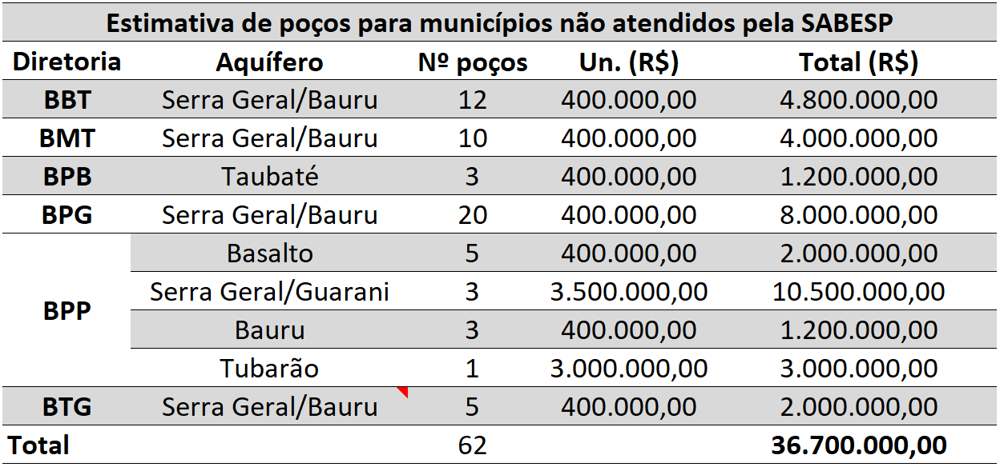 Estimativa de poços para municípios não atendidos pela SABESP
Diretoria Aquífero Nº poços Un. (R$) Total (R$)
BBT Serra Geral/Bauru 12 400.000,00 4.800.000,00
BMT Serra Geral/Bauru 10 400.000,00 4.000.000,00
BPB Taubaté 3 400.000,00 1.200.000,00
BPG Serra Geral/Bauru 20 400.000,00 8.000.000,00
BPP Basalto 5 400.000,00 2.000.000,00
Serra Geral/Guarani 3 3.500.000,00 10.500.000,00
Bauru 3 400.000,00 1.200.000,00
Tubarão 1 3.000.000,00 3.000.000,00
BTG Serra Geral/Bauru 5 400.000,00 2.000.000,00
Total 62 36.700.000,00